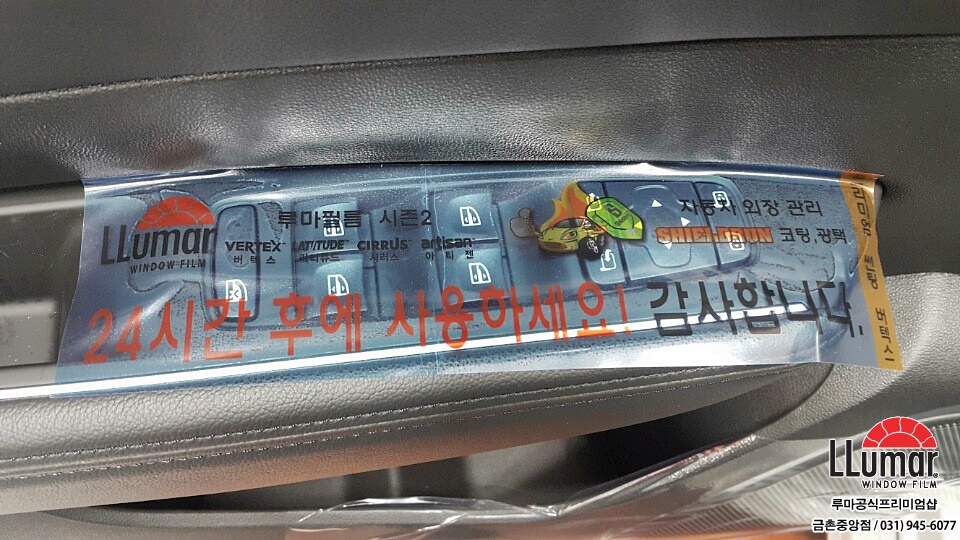 LLumar
WINDOW FILM
루마필름 시즌2
VERTEX LATITUDE CIRRUS artisan
버텍스 래티튜드 시러스 아티젠
자동차 외장 관리
SHIELDRUN 코팅, 광택
24시간 후에 사용하세요! 감사합니다.
버텍스
LLumar
WINDOW FILM
루마공식프리미엄샵
금촌중앙점 / 031) 945-6077